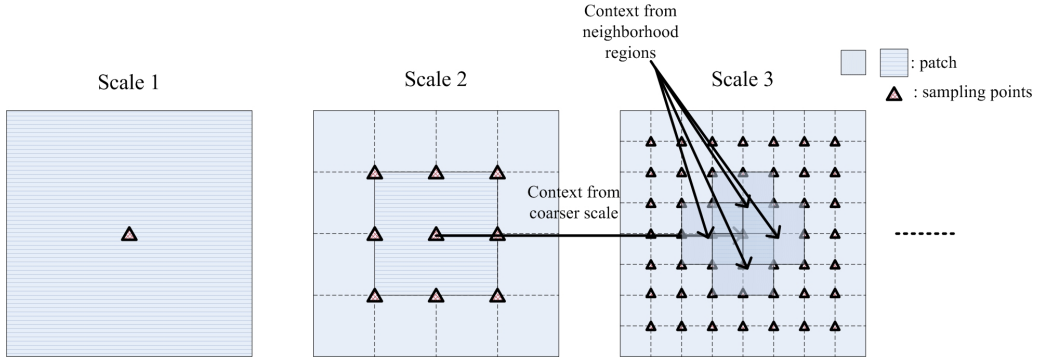 Context from
neighborhood
regions
Scale 1
Scale 2
Scale 3
: patch
: sampling points
Context from
coarser scale